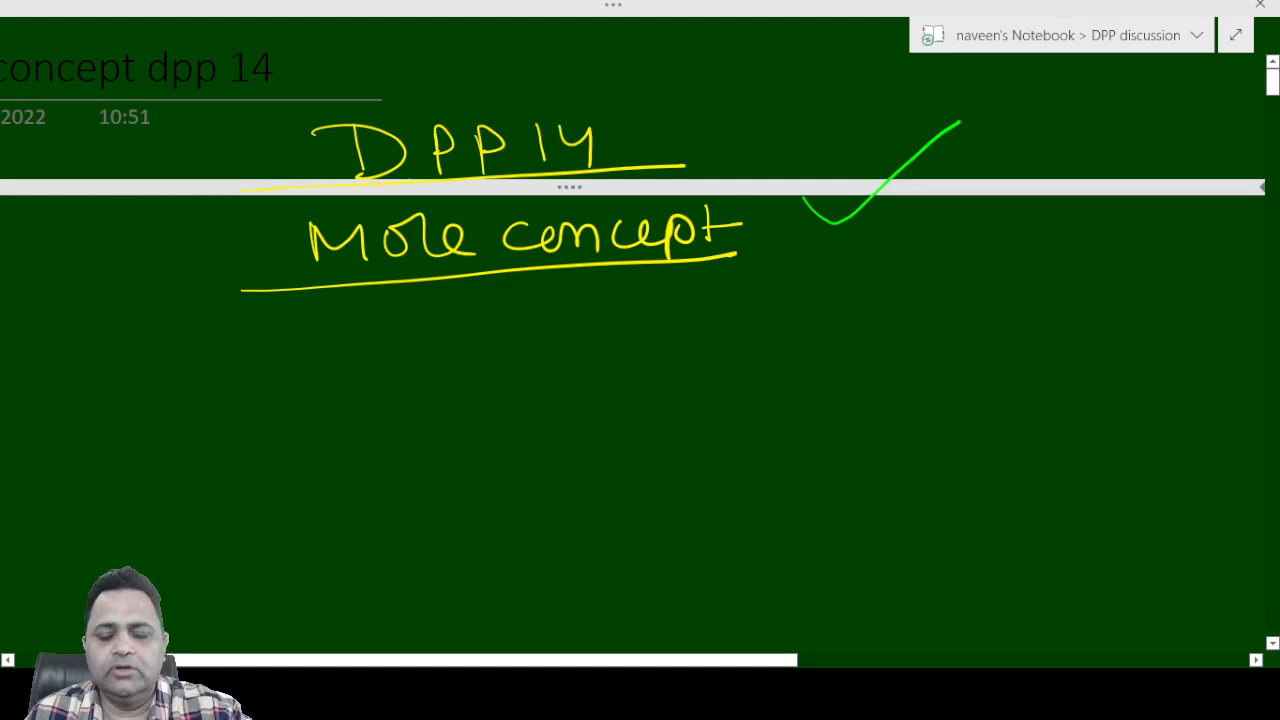 naveen's Notebook > DPP discussion
concept dpp 14
2022 10:51
DPP 14
Mole concept